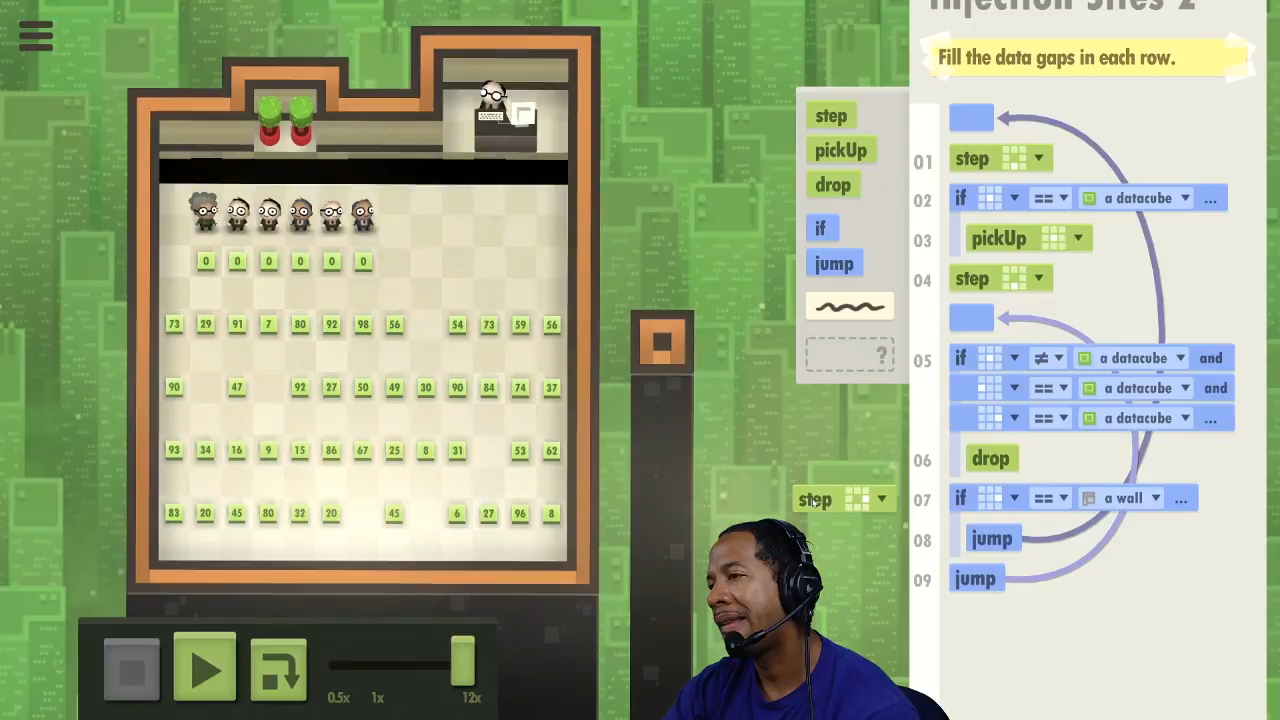 Injection Sites 2
Fill the data gaps in each row.
step
pickUp
drop
if
jump
?
01 step
02 if == a datacube ...
03 pickUp
04 step
05 if ≠ a datacube and
== a datacube and
== a datacube ...
06 drop
07 if == a wall ...
08 jump
09 jump
step
0 0 0 0 0 0
73 29 91 7 80 92 98 56 54 73 59 56
90 47 92 27 50 49 30 90 84 74 37
93 34 16 9 15 86 67 25 8 31 53 62
83 20 45 80 32 20 45 6 27 96 8
0.5x 1x 12x